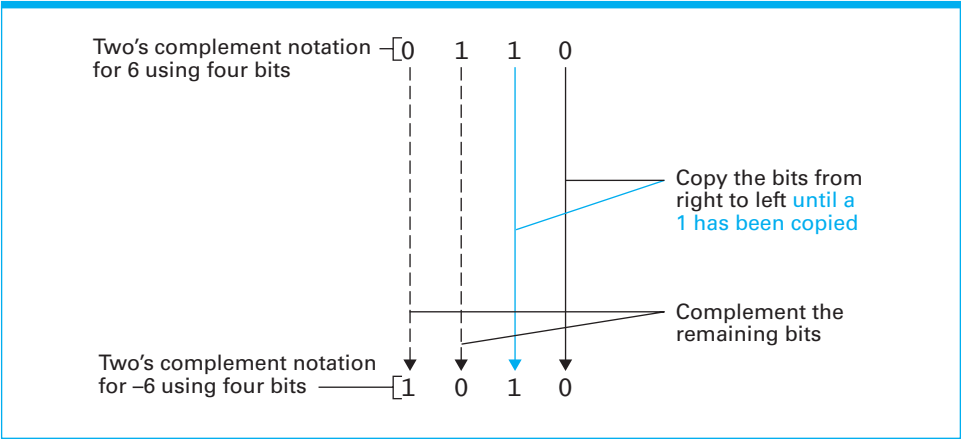 Two's complement notation
for 6 using four bits
0 1 1 0
Copy the bits from
right to left until a
1 has been copied
Complement the
remaining bits
Two's complement notation
for –6 using four bits
1 0 1 0